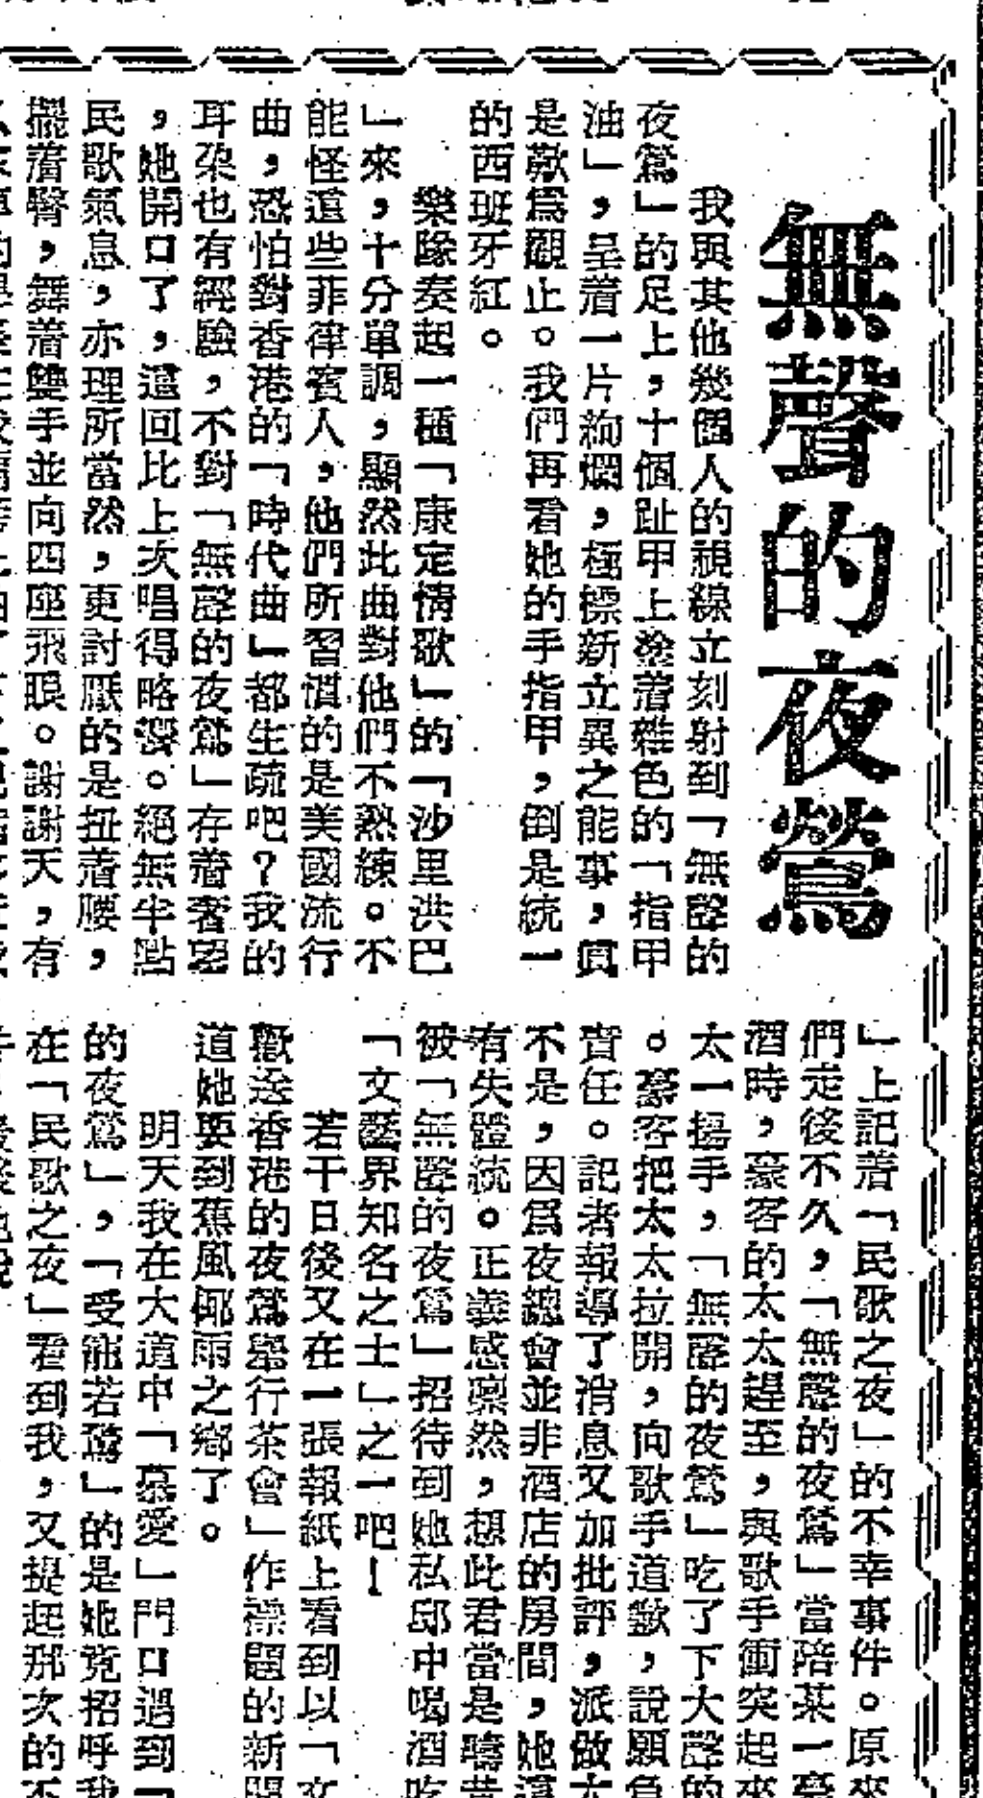 無聲的夜鶯
我與其他幾個人的視線立刻射到「無聲的
夜鶯」的足上，十個趾甲上塗着雜色的「指甲
油」，呈着一片絢爛，極標新立異之能事，真
是歎爲觀止。我們再看她的手指甲，倒是統一
的西班牙紅。
樂隊奏起一種「康定情歌」的「沙里洪巴
」來，十分單調，顯然此曲對他們不熟練。不
能怪這些菲律賓人，他們所習慣的是美國流行
曲，恐怕對香港的「時代曲」都生疏吧？我的
耳朶也有經驗，不對「無聲的夜鶯」存着奢望
，她開口了，這回比上次唱得略響。絕無半點
民歌氣息，亦理所當然，更討厭的是扭着腰，
擺着臀，舞着雙手並向四座飛眼。謝謝天，有
」上記着「民歌之夜」的不幸事件。原來
們走後不久，「無聲的夜鶯」當陪某一豪
酒時，豪客的太太趕至，與歌手衝突起來
太一揚手，「無聲的夜鶯」吃了下大聲的
。豪客把太太拉開，向歌手道歉，說願負
責任。記者報導了消息又加批評，派做太
不是，因爲夜總會並非酒店的房間，她這
有失體統。正義感凜然，想此君當是疇昔
被「無聲的夜鶯」招待到她私邸中喝酒吃
「文藝界知名之士」之一吧！
若干日後又在一張報紙上看到以「文
歡送香港的夜鶯舉行茶會」作標題的新聞
道她要到蕉風椰雨之鄉了。
明天我在大道中「慕愛」門口遇到「
的夜鶯」，「受寵若驚」的是她竟招呼我
在「民歌之夜」看到我，又提起那次的不